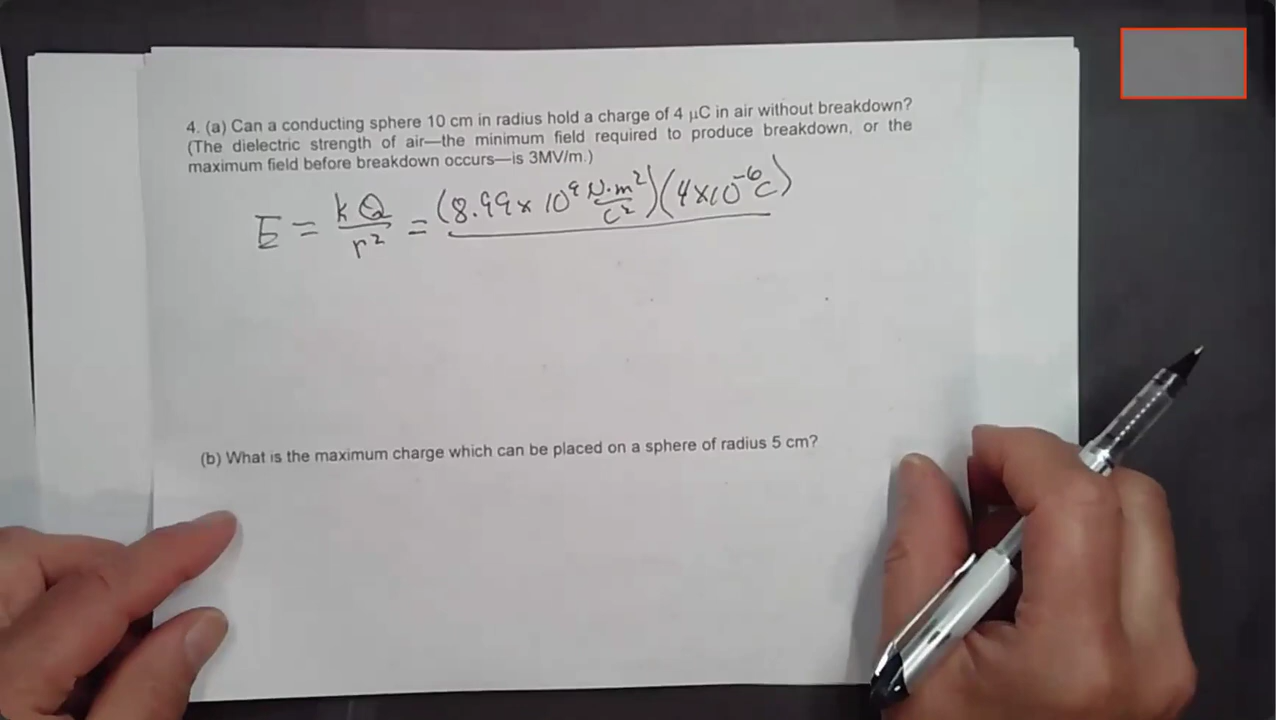 4. (a) Can a conducting sphere 10 cm in radius hold a charge of 4 μC in air without breakdown?
(The dielectric strength of air—the minimum field required to produce breakdown, or the
maximum field before breakdown occurs—is 3MV/m.)
E = kQ/r² = (8.99 x 10⁹ N·m²/C²)(4x10⁻⁶C)
(b) What is the maximum charge which can be placed on a sphere of radius 5 cm?